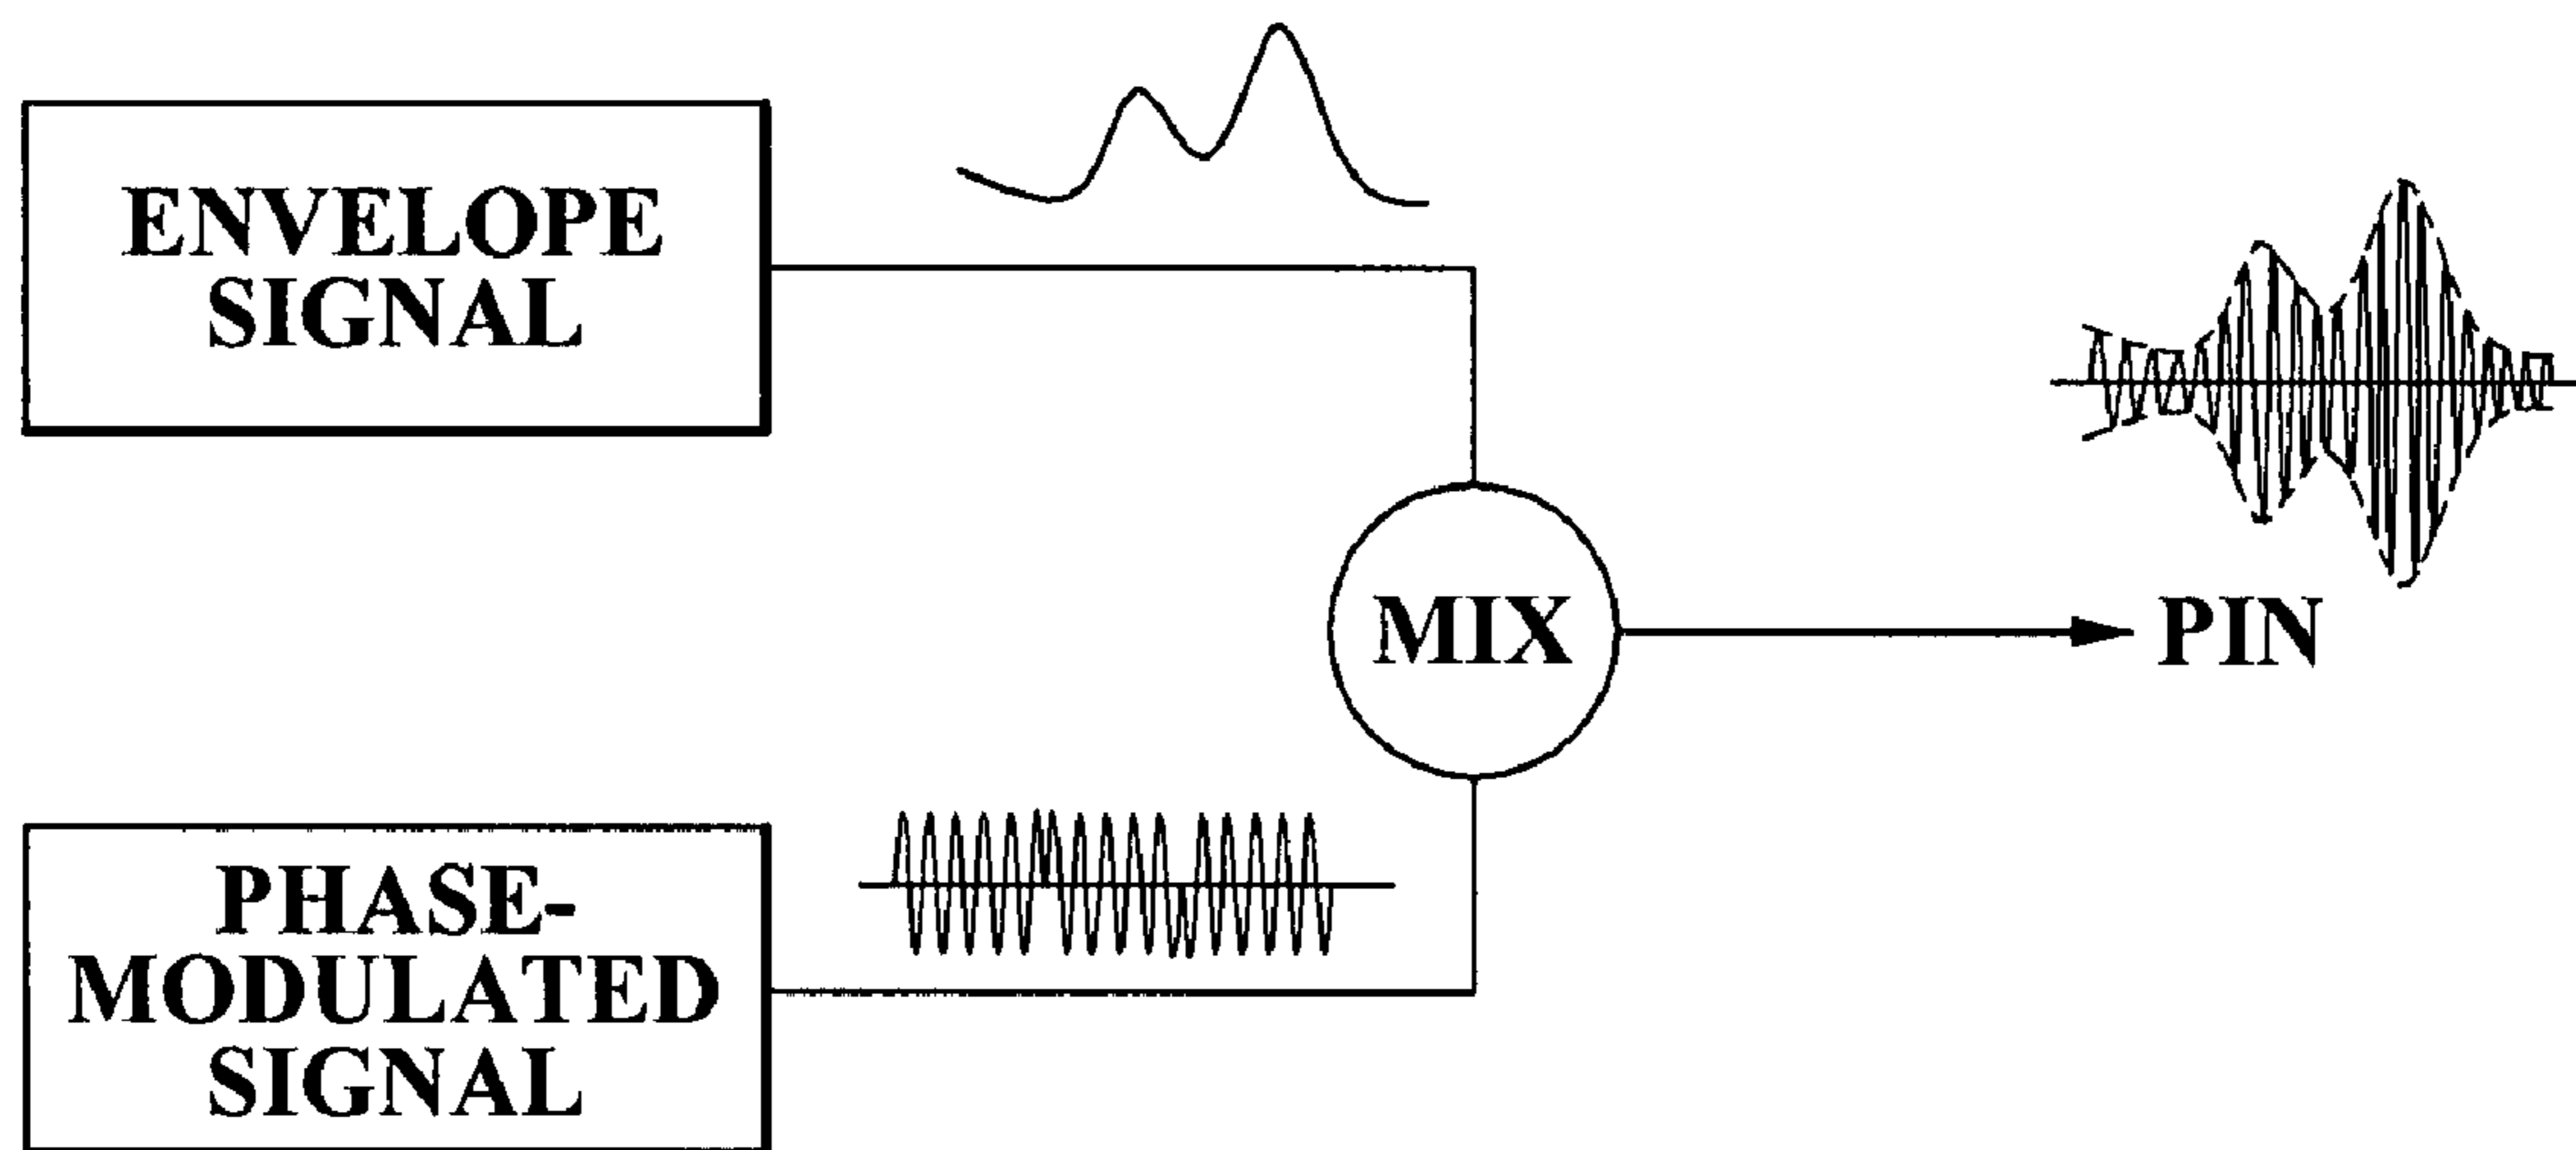 ENVELOPE
SIGNAL
MIX
PIN
PHASE-
MODULATED
SIGNAL